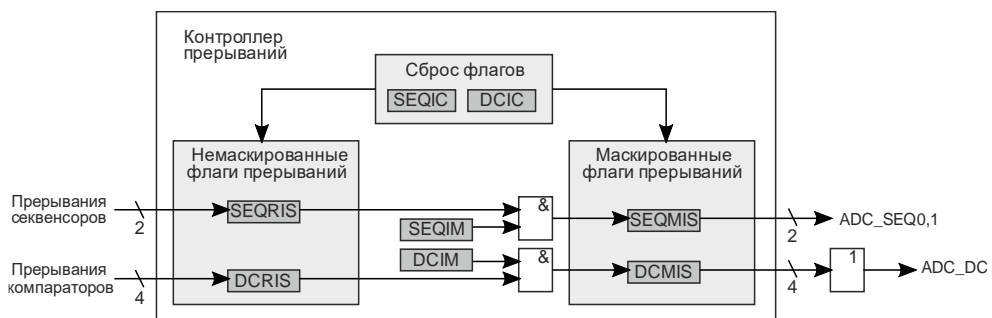 Контроллер
прерываний
Сброс флагов
SEQIC DCIC
Немаскированные
флаги прерываний
Маскированные
флаги прерываний
Прерывания
секвенсоров
2
SEQRIS
SEQIM
&
SEQMIS
2
ADC_SEQ0,1
Прерывания
компараторов
4
DCRIS
DCIM
&
DCMIS
4
1
ADC_DC